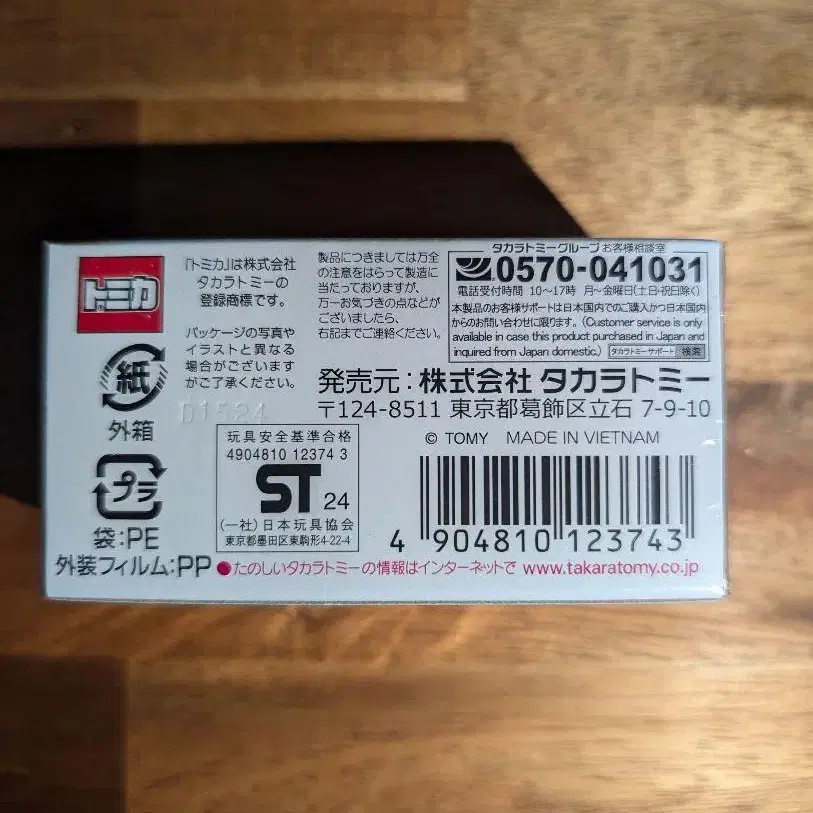 トミカ
「トミカ」は株式会社
タカラトミーの
登録商標です。
パッケージの写真や
イラストと異なる
場合がございます
がご了承ください。
製品につきましては万全
の注意をはらって製造に
当たっておりますが、
万一お気づきの点などが
ございましたら、
右記までご連絡ください。
タカラトミーグループ お客様相談室
0570-041031
電話受付時間 10～17時 月～金曜日(土日・祝日除く)
本製品のお客様サポートは日本国内でのご購入かつ日本国内
からのお問い合わせに限ります。(Customer service is only
available in case this product purchased in Japan and
inquired from Japan domestic.) タカラトミーサポート 検索
発売元：株式会社 タカラトミー
〒124-8511 東京都葛飾区立石 7-9-10
© TOMY MADE IN VIETNAM
紙
外箱
プラ
袋:PE
外装フィルム:PP
D1524
玩具安全基準合格
4904810 12374 3
ST 24
(一社)日本玩具協会
東京都墨田区東駒形4-22-4
4 904810 123743
●たのしいタカラトミーの情報はインターネットで www.takaratomy.co.jp